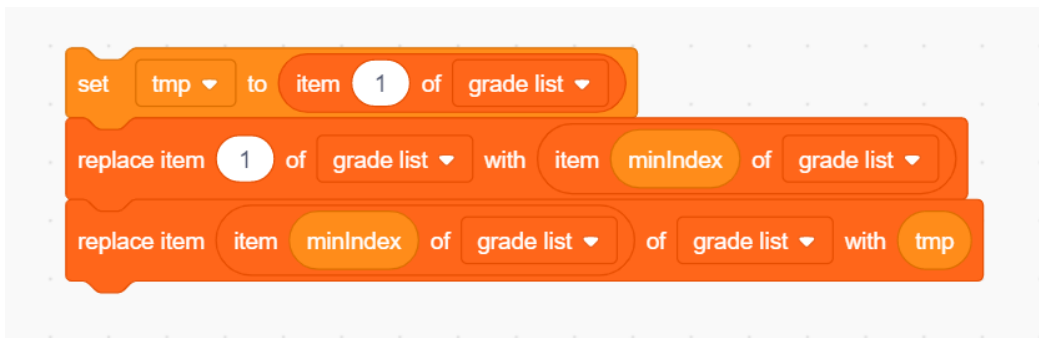 set tmp to item 1 of grade list
replace item 1 of grade list with item minIndex of grade list
replace item item minIndex of grade list of grade list with tmp